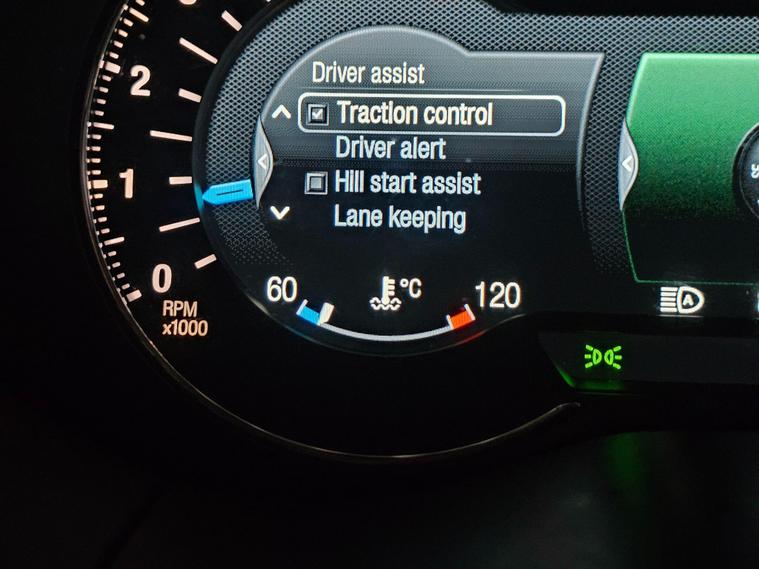 Driver assist
Traction control
Driver alert
Hill start assist
Lane keeping
2
1
0
RPM
x1000
60
°C
120
A